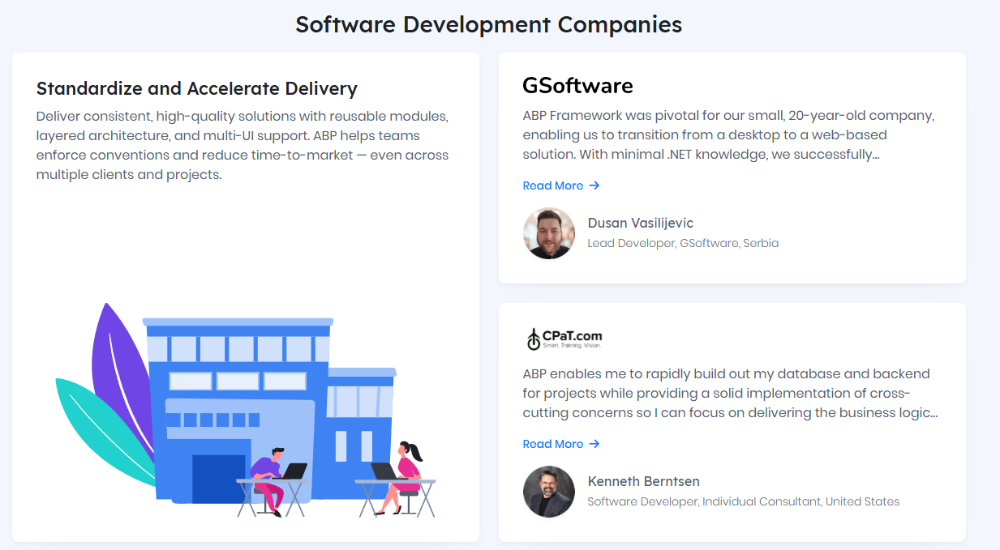 Software Development Companies
Standardize and Accelerate Delivery
Deliver consistent, high-quality solutions with reusable modules,
layered architecture, and multi-UI support. ABP helps teams
enforce conventions and reduce time-to-market — even across
multiple clients and projects.
GSoftware
ABP Framework was pivotal for our small, 20-year-old company,
enabling us to transition from a desktop to a web-based
solution. With minimal .NET knowledge, we successfully...
Read More →
Dusan Vasilijevic
Lead Developer, GSoftware, Serbia
CPaT.com
Smart. Training. Vision.
ABP enables me to rapidly build out my database and backend
for projects while providing a solid implementation of cross-
cutting concerns so I can focus on delivering the business logic...
Read More →
Kenneth Berntsen
Software Developer, Individual Consultant, United States